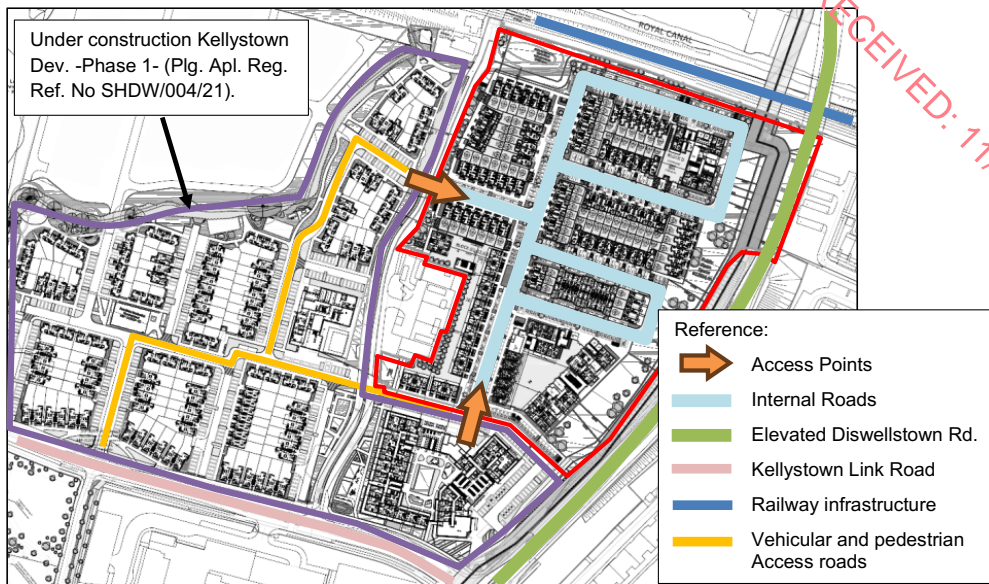 Under construction Kellystown
Dev. -Phase 1- (Plg. Apl. Reg.
Ref. No SHDW/004/21).
ROYAL CANAL
RECEIVED: 11/
Reference:
Access Points
Internal Roads
Elevated Diswellstown Rd.
Kellystown Link Road
Railway infrastructure
Vehicular and pedestrian
Access roads